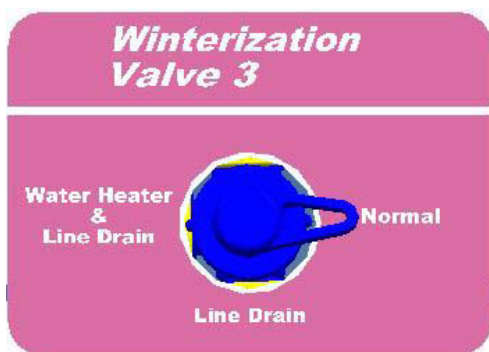 Winterization
Valve 3
Water Heater
&
Line Drain
Normal
Line Drain